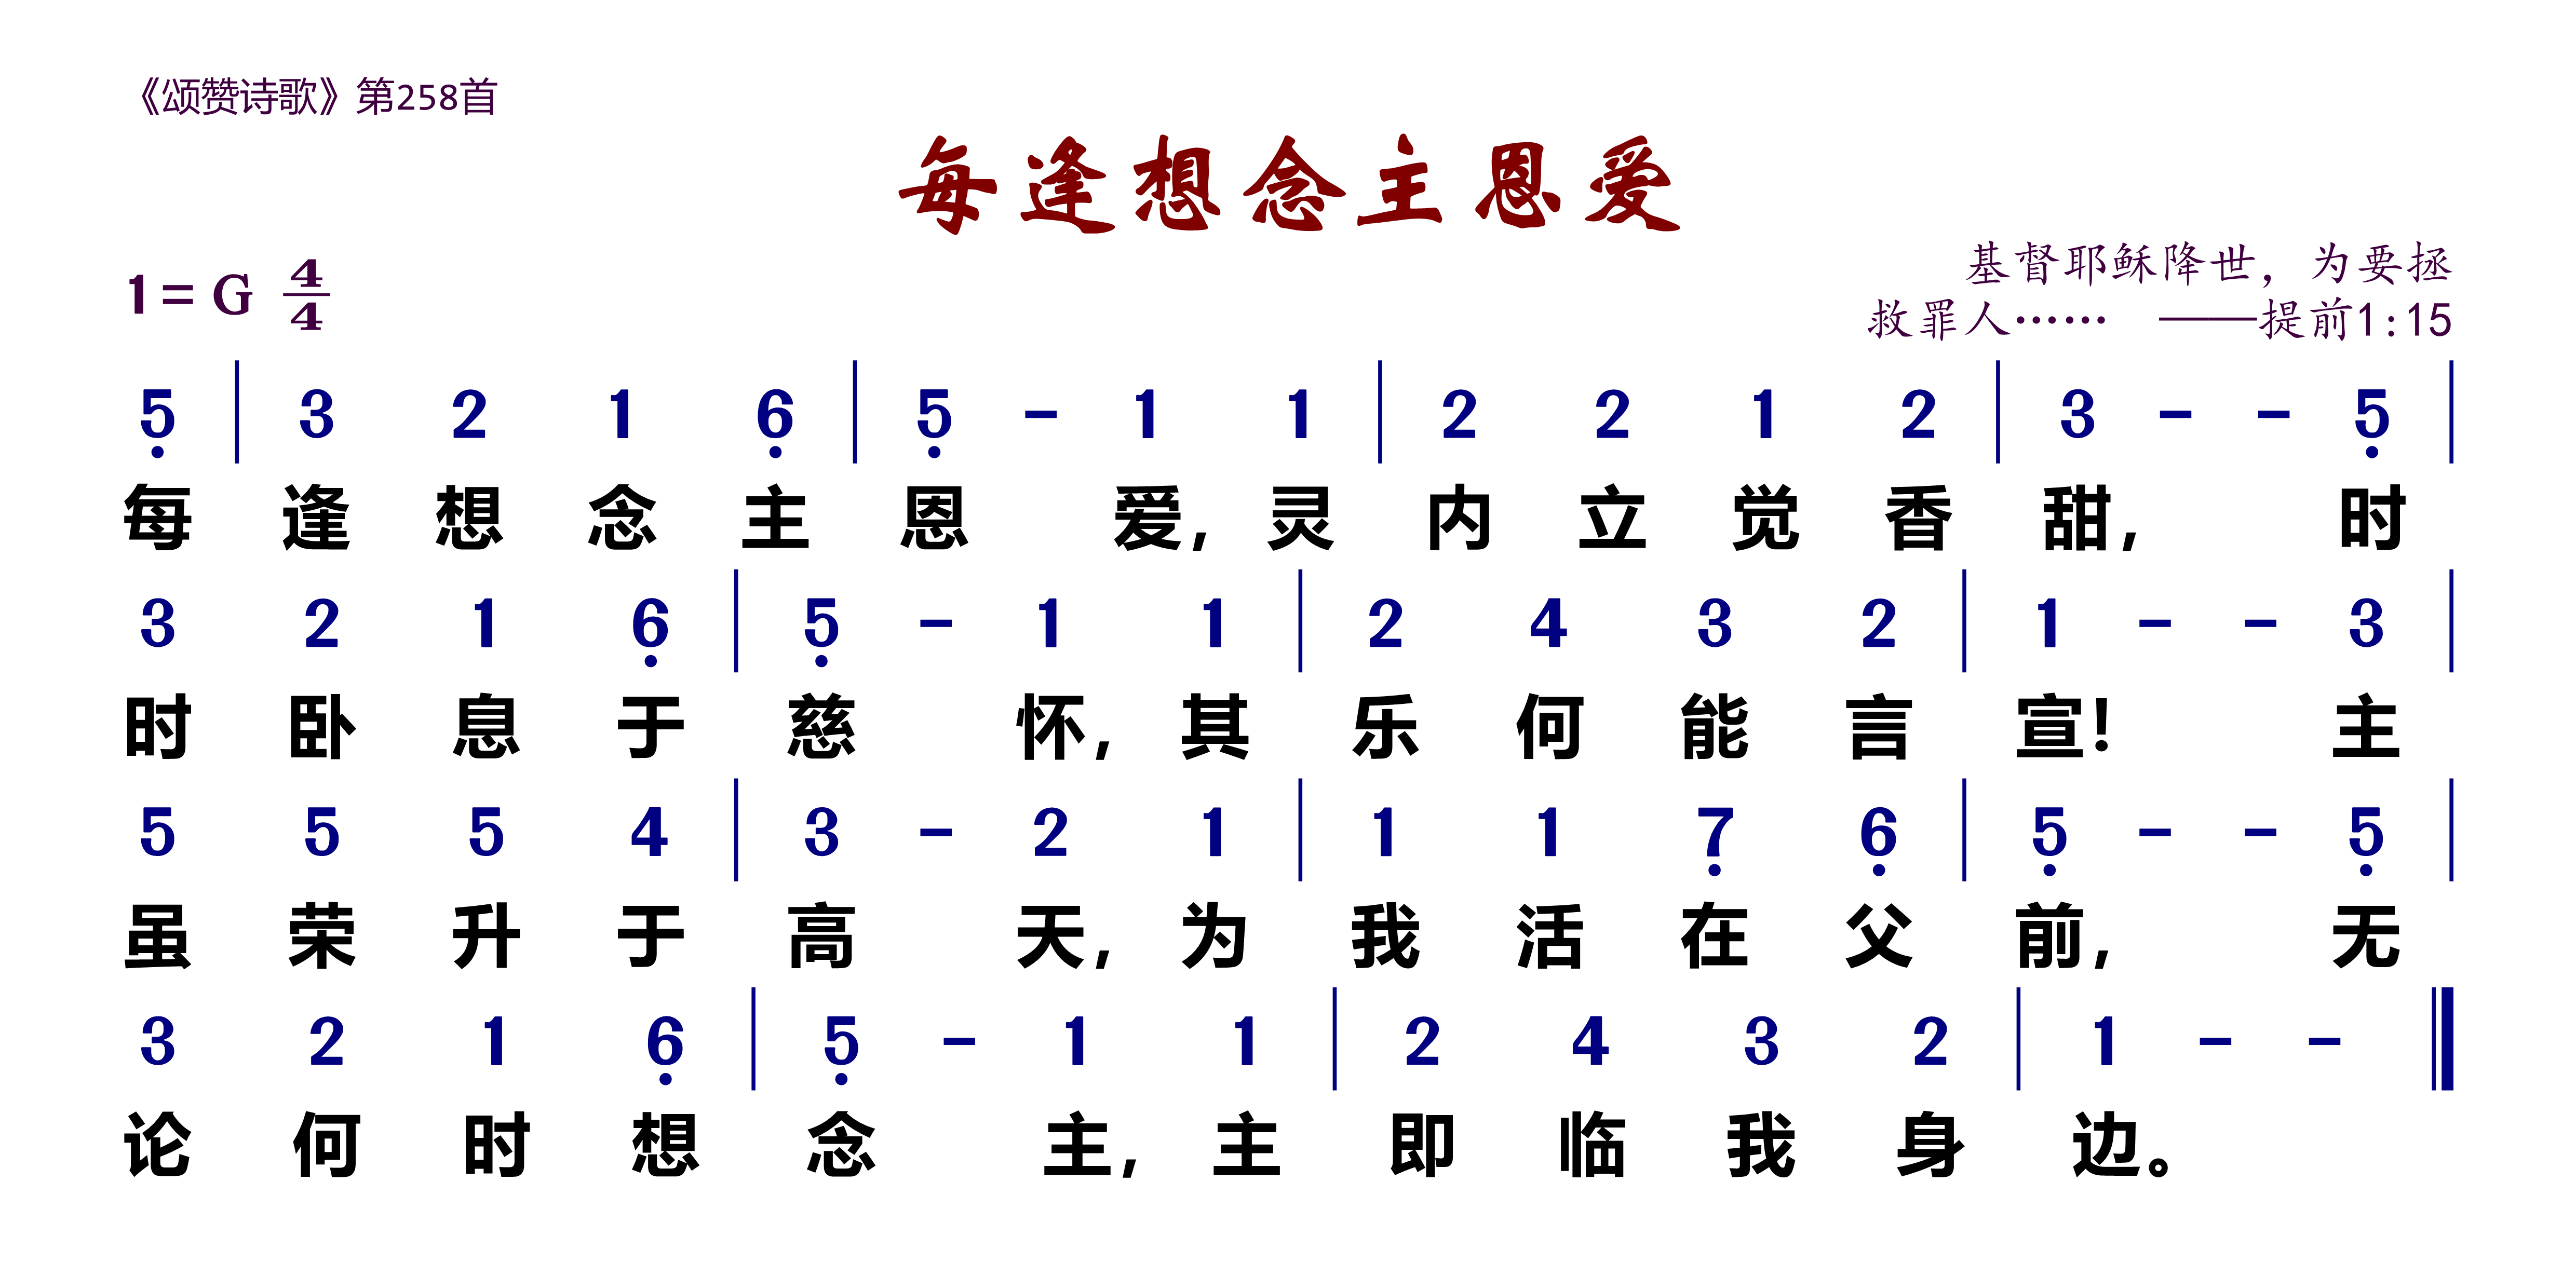 《颂赞诗歌》第258首
每逢想念主恩爱
1= G 4/4
基督耶稣降世，为要拯
救罪人……　——提前1:15
5̣ | 3 2 1 6̣ | 5̣ - 1 1 | 2 2 1 2 | 3 - - 5̣ |
每 逢 想 念 主 恩 爱， 灵 内 立 觉 香 甜， 时
3 2 1 6̣ | 5̣ - 1 1 | 2 4 3 2 | 1 - - 3 |
时 卧 息 于 慈 怀， 其 乐 何 能 言 宣！ 主
5 5 5 4 | 3 - 2 1 | 1 1 7̣ 6̣ | 5̣ - - 5̣ |
虽 荣 升 于 高 天， 为 我 活 在 父 前， 无
3 2 1 6̣ | 5̣ - 1 1 | 2 4 3 2 | 1 - - ‖
论 何 时 想 念 主， 主 即 临 我 身 边。